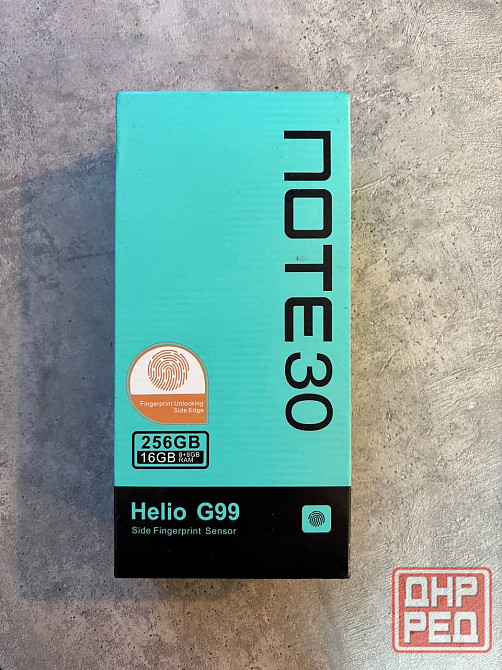 NOTE30
Fingerprint Unlocking
Side Edge
256GB
16GB 8+8GB RAM
Helio G99
Side Fingerprint Sensor
ДНР
РЕД